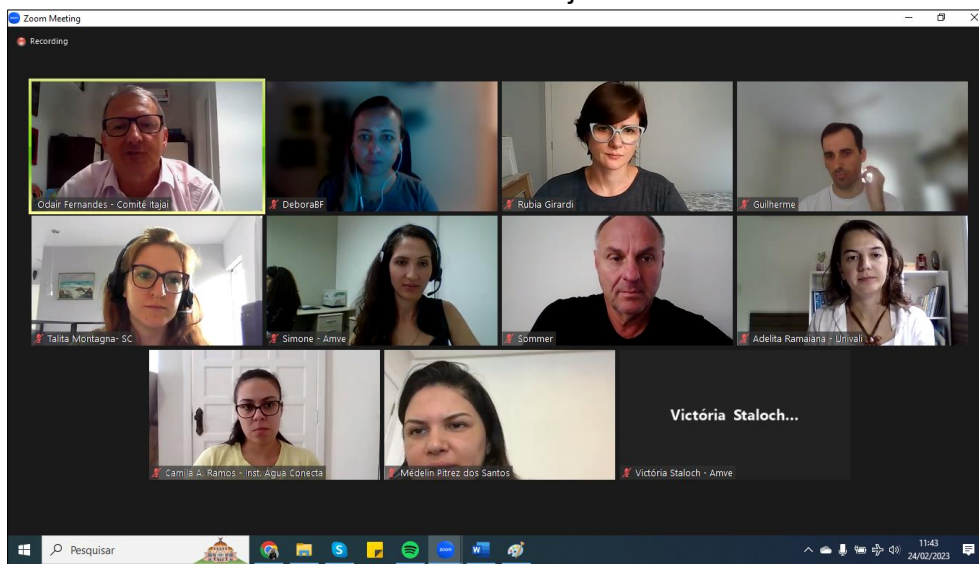 Zoom Meeting
Recording
Odair Fernandes - Comitê Itajaí
DeboraBF
Rubia Girardi
Guilherme
Talita Montagna- SC
Simone - Amve
Sommer
Adelita Ramaiana - Univali
Camila A. Ramos - Inst. Água Conecta
Médelin Pitrez dos Santos
Victória Staloch...
Victória Staloch - Amve
Pesquisar
11:43
24/02/2023